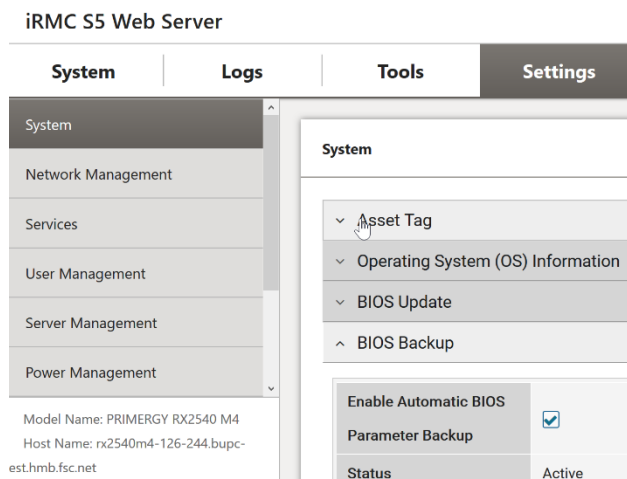 iRMC S5 Web Server
System
Logs
Tools
Settings
System
Network Management
Services
User Management
Server Management
Power Management
Model Name: PRIMERGY RX2540 M4
Host Name: rx2540m4-126-244.bupc-
est.hmb.fsc.net
System
Asset Tag
Operating System (OS) Information
BIOS Update
BIOS Backup
Enable Automatic BIOS
Parameter Backup
Status Active